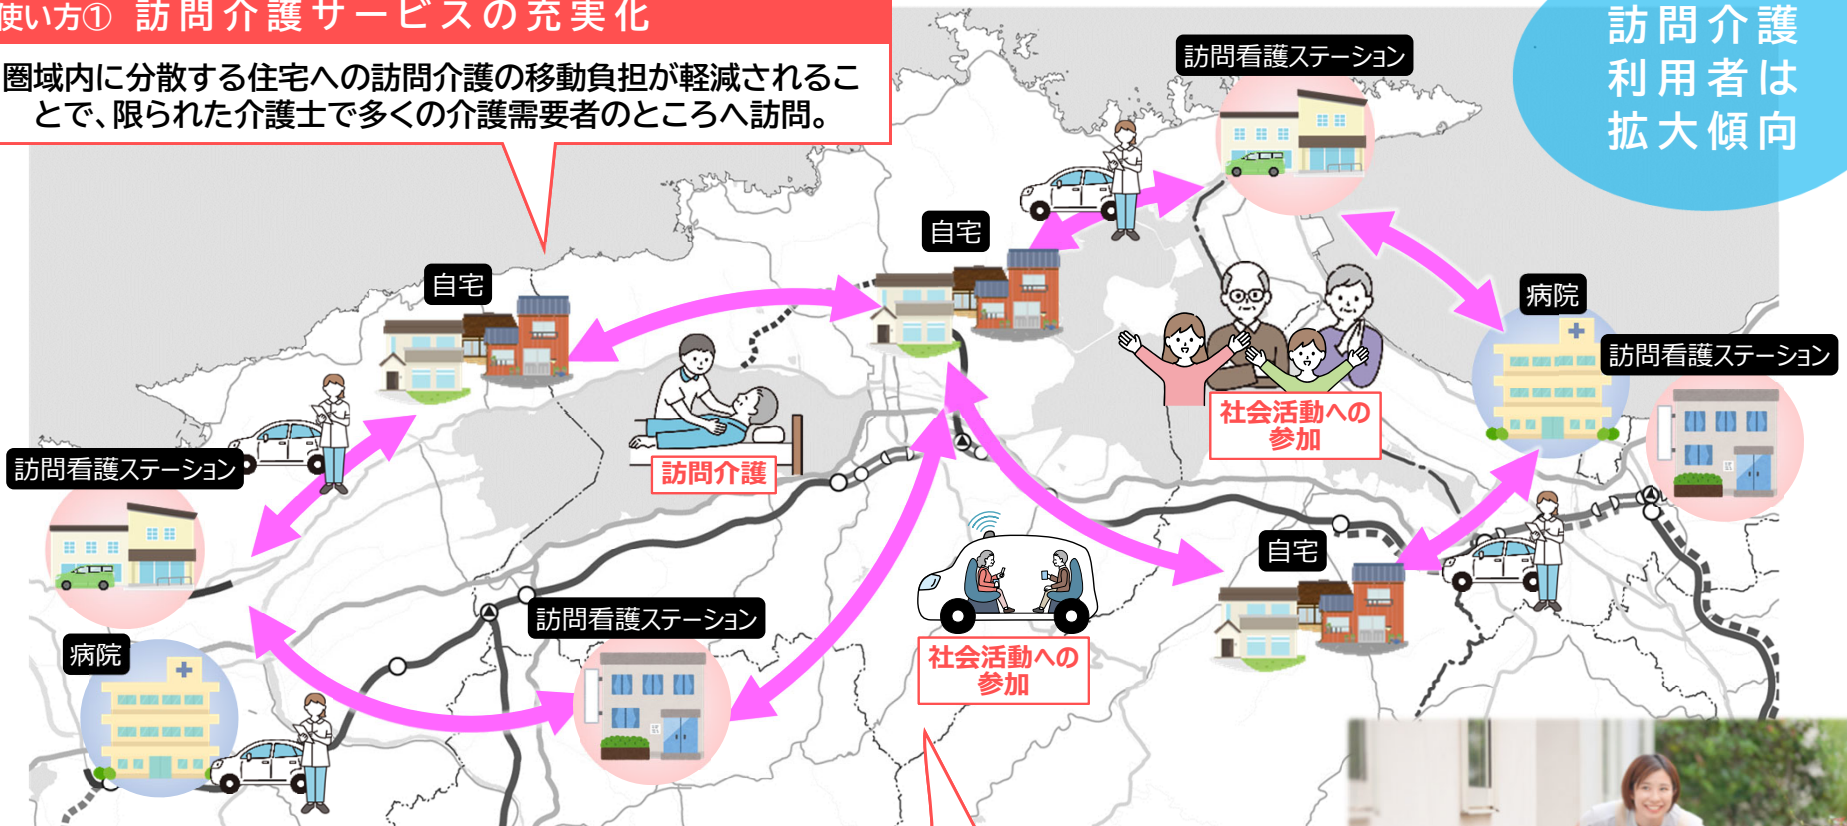 使い方① 訪問介護サービスの充実化
圏域内に分散する住宅への訪問介護の移動負担が軽減されるこ
とで、限られた介護士で多くの介護需要者のところへ訪問。
訪問介護
利用者は
拡大傾向
訪問看護ステーション
自宅
自宅
病院
訪問看護ステーション
社会活動への
参加
訪問介護
訪問看護ステーション
自宅
訪問看護ステーション
病院
社会活動への
参加